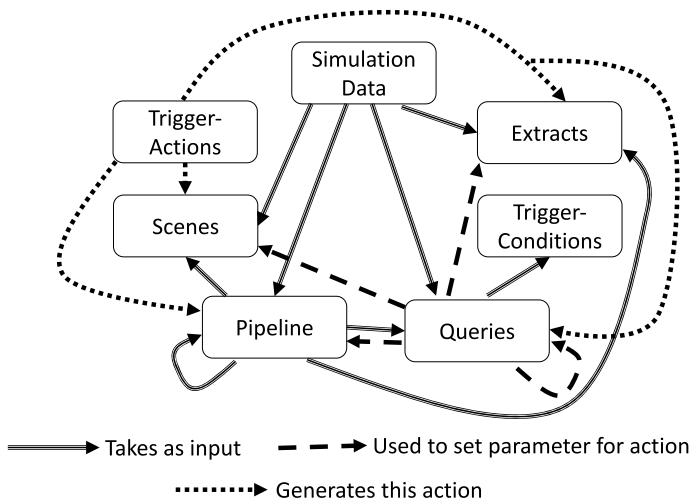 Simulation
Data
Trigger-
Actions
Extracts
Scenes
Trigger-
Conditions
Pipeline
Queries
Takes as input
Used to set parameter for action
Generates this action